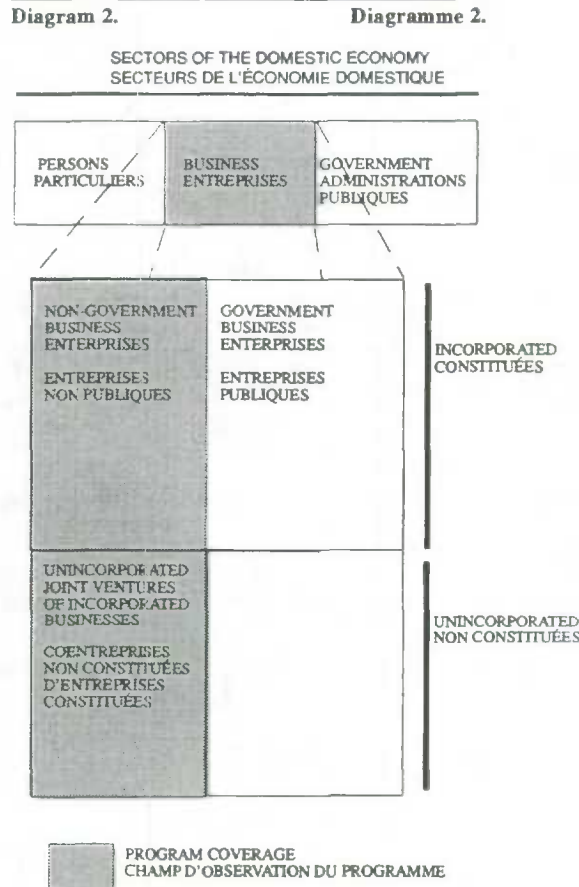 Diagram 2. Diagramme 2.
SECTORS OF THE DOMESTIC ECONOMY
SECTEURS DE L'ÉCONOMIE DOMESTIQUE
PERSONS
PARTICULIERS
BUSINESS
ENTREPRISES
GOVERNMENT
ADMINISTRATIONS
PUBLIQUES
NON-GOVERNMENT
BUSINESS
ENTERPRISES
ENTREPRISES
NON PUBLIQUES
GOVERNMENT
BUSINESS
ENTERPRISES
ENTREPRISES
PUBLIQUES
INCORPORATED
CONSTITUÉES
UNINCORPORATED
JOINT VENTURES
OF INCORPORATED
BUSINESSES
COENTREPRISES
NON CONSTITUÉES
D'ENTREPRISES
CONSTITUÉES
UNINCORPORATED
NON CONSTITUÉES
PROGRAM COVERAGE
CHAMP D'OBSERVATION DU PROGRAMME